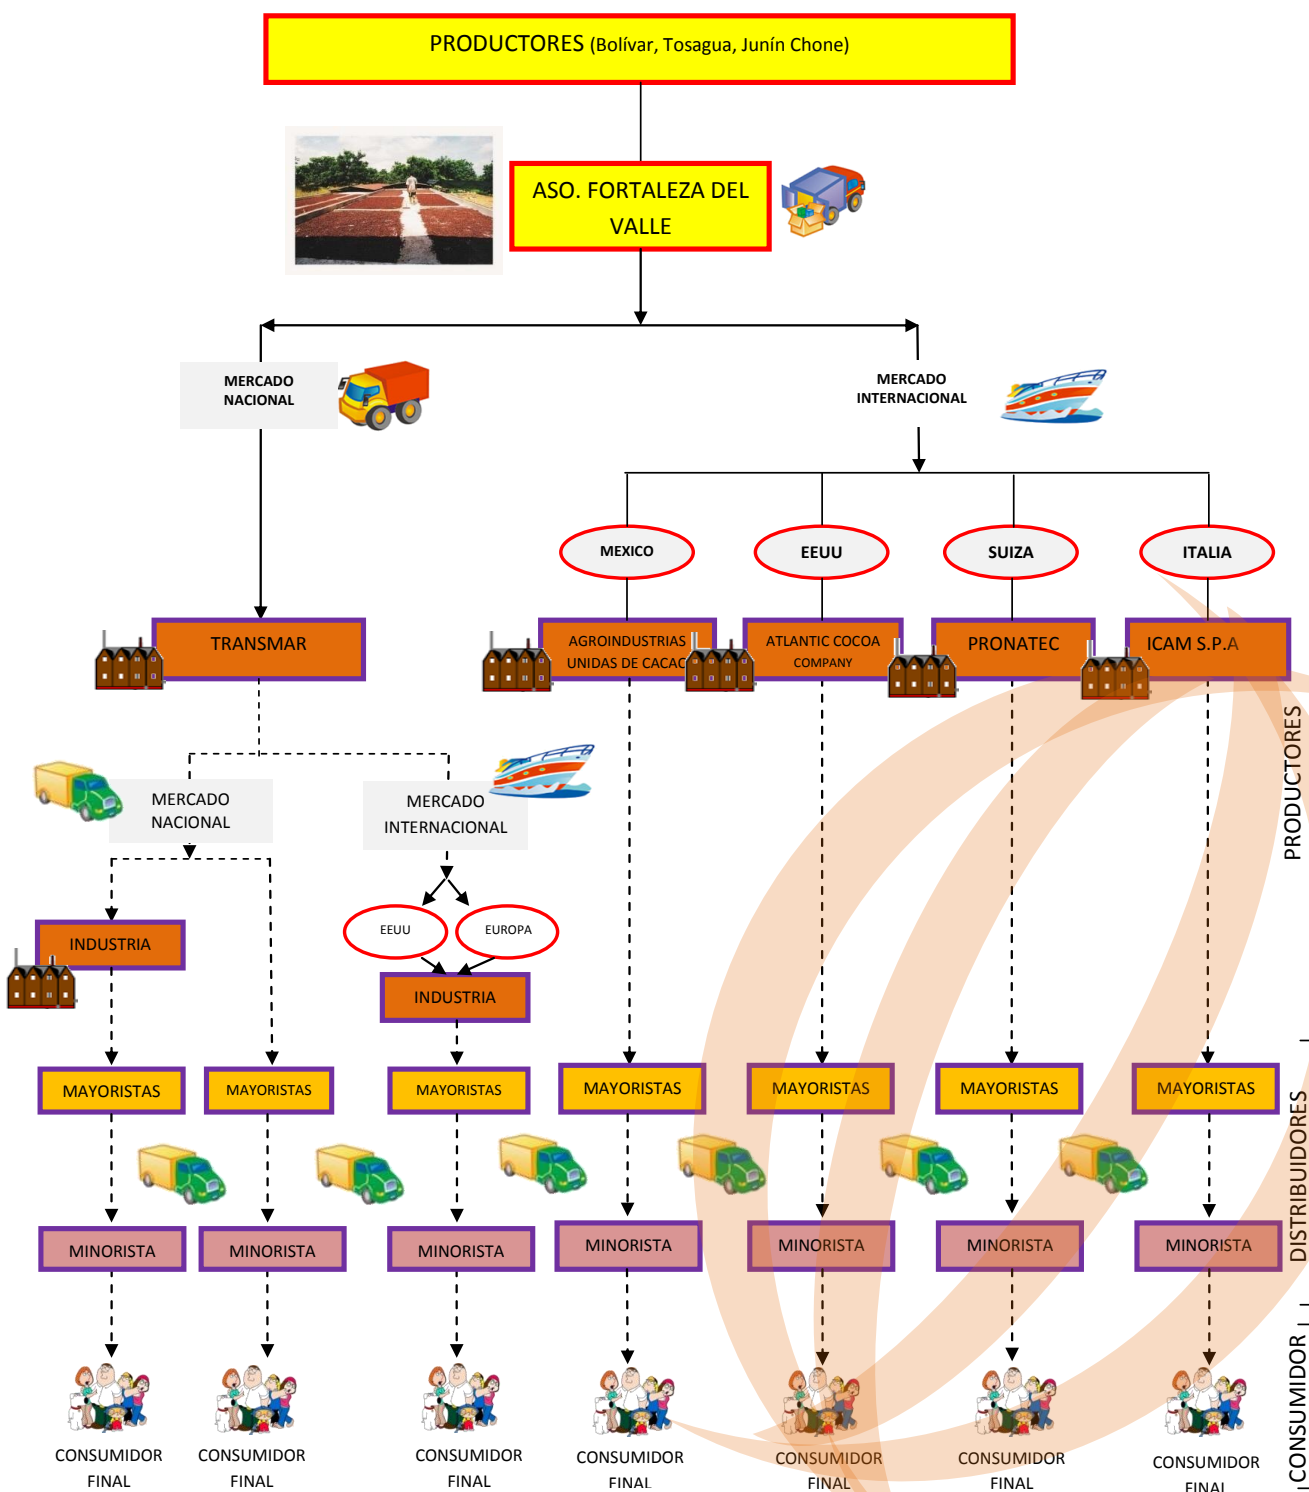 PRODUCTORES (Bolívar, Tosagua, Junín Chone)
ASO. FORTALEZA DEL
VALLE
MERCADO
NACIONAL
MERCADO
INTERNACIONAL
MEXICO
EEUU
SUIZA
ITALIA
TRANSMAR
AGROINDUSTRIAS
UNIDAS DE CACAO
ATLANTIC COCOA
COMPANY
PRONATEC
ICAM S.P.A
PRODUCTORES
MERCADO
NACIONAL
MERCADO
INTERNACIONAL
EEUU
EUROPA
INDUSTRIA
INDUSTRIA
MAYORISTAS
MAYORISTAS
MAYORISTAS
MAYORISTAS
MAYORISTAS
MAYORISTAS
MAYORISTAS
DISTRIBUIDORES
MINORISTA
MINORISTA
MINORISTA
MINORISTA
MINORISTA
MINORISTA
MINORISTA
CONSUMIDOR
CONSUMIDOR
FINAL
CONSUMIDOR
FINAL
CONSUMIDOR
FINAL
CONSUMIDOR
FINAL
CONSUMIDOR
FINAL
CONSUMIDOR
FINAL
CONSUMIDOR
FINAL